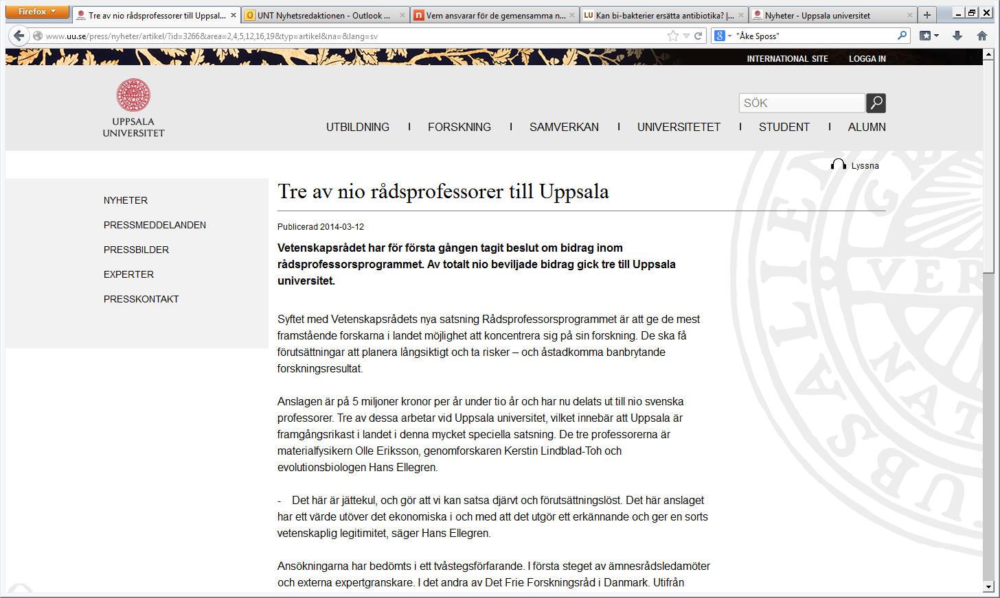 Firefox
Tre av nio rådsprofessorer till Uppsal...
UNT Nyhetsredaktionen - Outlook ...
Vem ansvarar för de gemensamma n...
LU Kan bi-bakterier ersätta antibiotika? |...
Nyheter - Uppsala universitet
www.uu.se/press/nyheter/artikel/?id=3266&area=2,4,5,12,16,19&typ=artikel&na=&lang=sv
"Åke Sposs"
INTERNATIONAL SITE LOGGA IN
UPPSALA
UNIVERSITET
SÖK
UTBILDNING I FORSKNING I SAMVERKAN I UNIVERSITETET I STUDENT I ALUMN
Lyssna
NYHETER
PRESSMEDDELANDEN
PRESSBILDER
EXPERTER
PRESSKONTAKT
Tre av nio rådsprofessorer till Uppsala
Publicerad 2014-03-12
Vetenskapsrådet har för första gången tagit beslut om bidrag inom
rådsprofessorsprogrammet. Av totalt nio beviljade bidrag gick tre till Uppsala
universitet.
Syftet med Vetenskapsrådets nya satsning Rådsprofessorsprogrammet är att ge de mest
framstående forskarna i landet möjlighet att koncentrera sig på sin forskning. De ska få
förutsättningar att planera långsiktigt och ta risker – och åstadkomma banbrytande
forskningsresultat.
Anslagen är på 5 miljoner kronor per år under tio år och har nu delats ut till nio svenska
professorer. Tre av dessa arbetar vid Uppsala universitet, vilket innebär att Uppsala är
framgångsrikast i landet i denna mycket speciella satsning. De tre professorerna är
materialfysikern Olle Eriksson, genomforskaren Kerstin Lindblad-Toh och
evolutionsbiologen Hans Ellegren.
- Det här är jättekul, och gör att vi kan satsa djärvt och förutsättningslöst. Det här anslaget
har ett värde utöver det ekonomiska i och med att det utgör ett erkännande och ger en sorts
vetenskaplig legitimitet, säger Hans Ellegren.
Ansökningarna har bedömts i ett tvåstegsförfarande. I första steget av ämnesrådsledamöter
och externa expertgranskare. I det andra av Det Frie Forskningsråd i Danmark. Utifrån